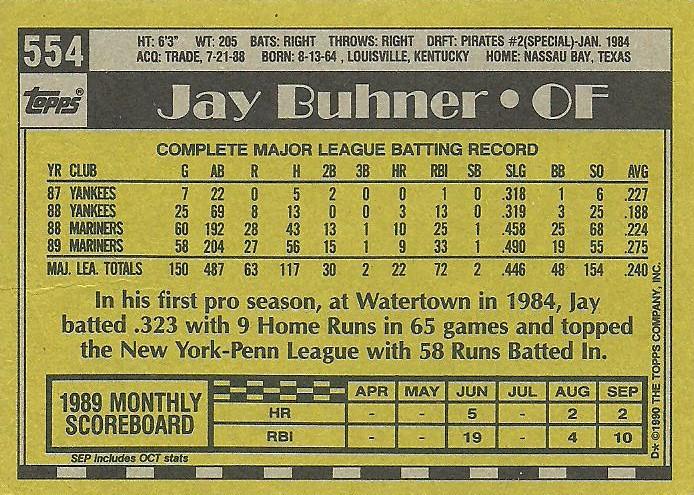 554
HT: 6'3" WT: 205 BATS: RIGHT THROWS: RIGHT DRFT: PIRATES #2(SPECIAL)-JAN. 1984
ACQ: TRADE, 7-21-88 BORN: 8-13-64 , LOUISVILLE, KENTUCKY HOME: NASSAU BAY, TEXAS
Topps®
Jay Buhner • OF
COMPLETE MAJOR LEAGUE BATTING RECORD
YR CLUB G AB R H 2B 3B HR RBI SB SLG BB SO AVG
87 YANKEES 7 22 0 5 2 0 0 1 0 .318 1 6 .227
88 YANKEES 25 69 8 13 0 0 3 13 0 .319 3 25 .188
88 MARINERS 60 192 28 43 13 1 10 25 1 .458 25 68 .224
89 MARINERS 58 204 27 56 15 1 9 33 1 .490 19 55 .275
MAJ. LEA. TOTALS 150 487 63 117 30 2 22 72 2 .446 48 154 .240
In his first pro season, at Watertown in 1984, Jay
batted .323 with 9 Home Runs in 65 games and topped
the New York-Penn League with 58 Runs Batted In.
1989 MONTHLY
SCOREBOARD
APR MAY JUN JUL AUG SEP
HR - - 5 - 2 2
RBI - - 19 - 4 10
SEP includes OCT stats
D* ©1990 THE TOPPS COMPANY, INC.